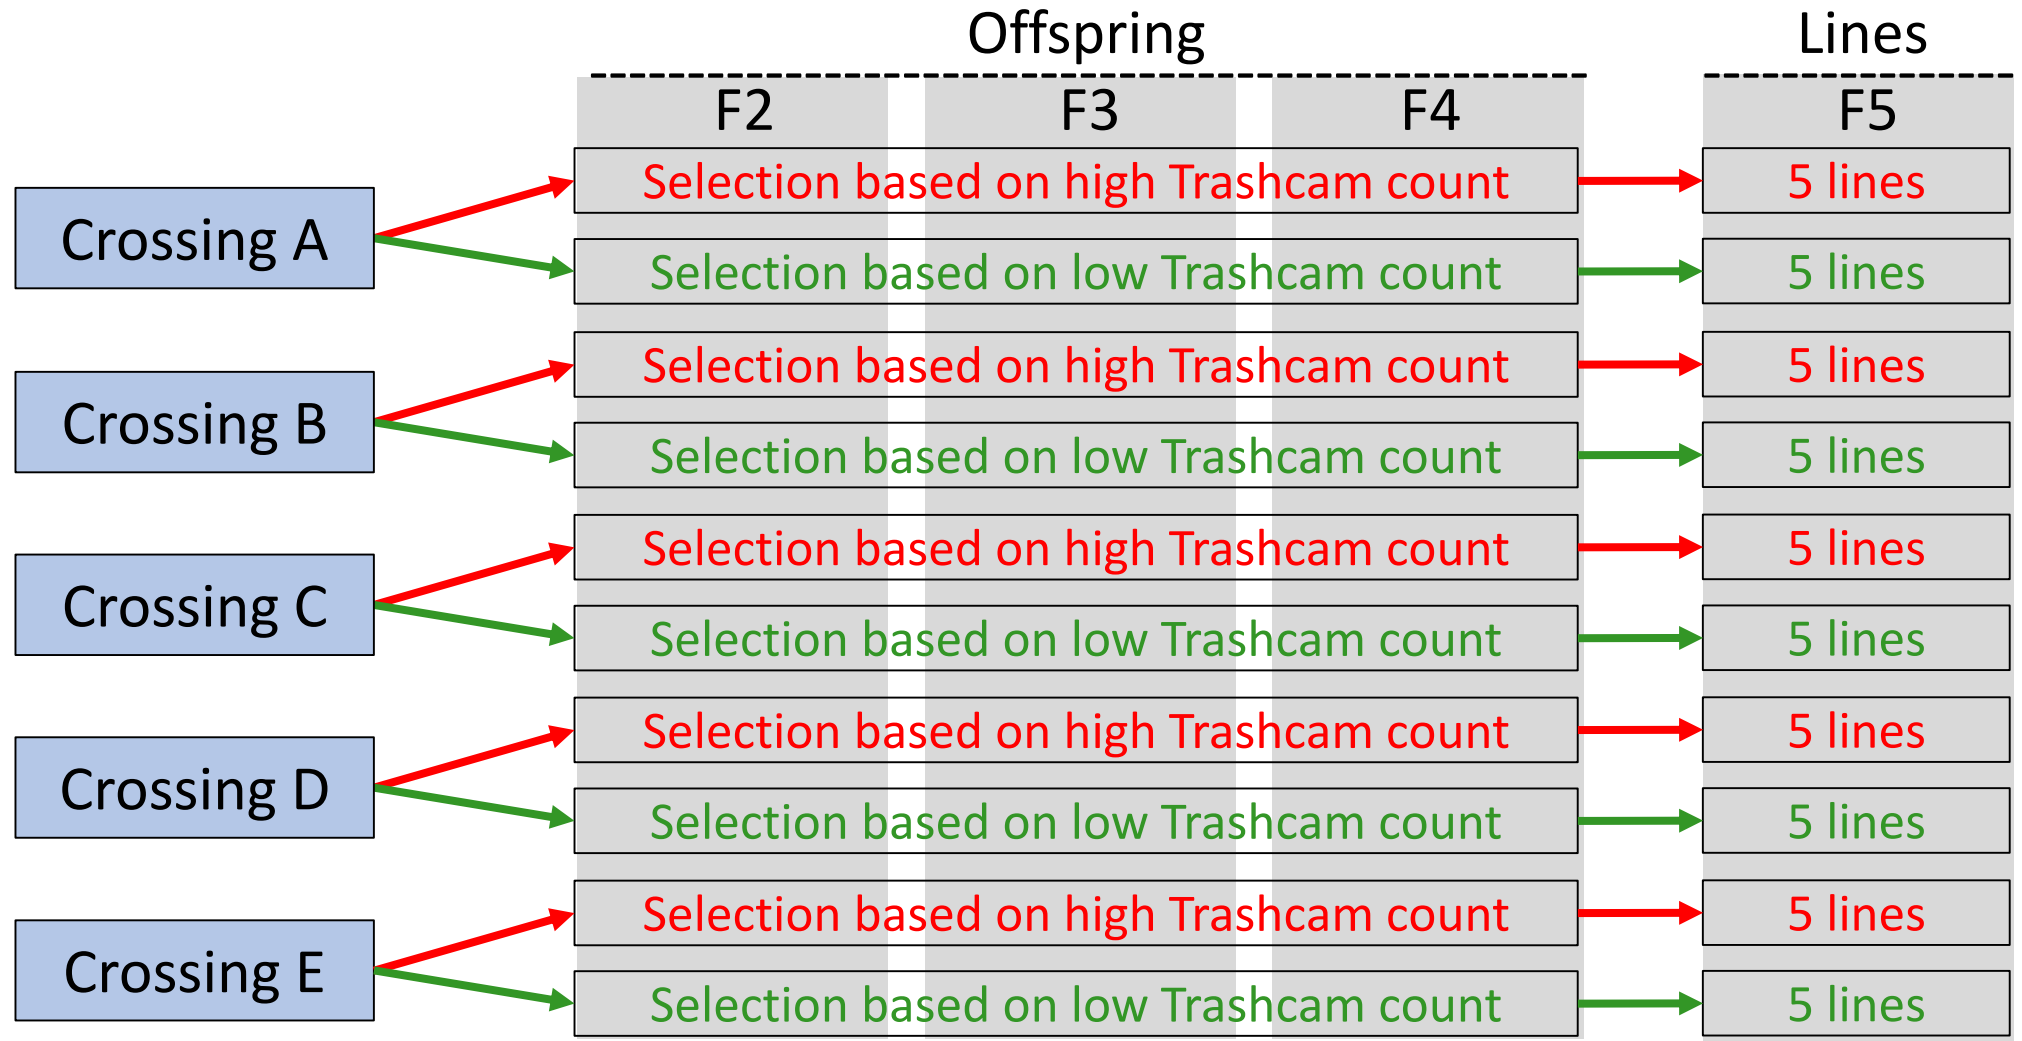 Offspring
Lines
F2
F3
F4
F5
Crossing A
Selection based on high Trashcam count
5 lines
Selection based on low Trashcam count
5 lines
Crossing B
Selection based on high Trashcam count
5 lines
Selection based on low Trashcam count
5 lines
Crossing C
Selection based on high Trashcam count
5 lines
Selection based on low Trashcam count
5 lines
Crossing D
Selection based on high Trashcam count
5 lines
Selection based on low Trashcam count
5 lines
Crossing E
Selection based on high Trashcam count
5 lines
Selection based on low Trashcam count
5 lines